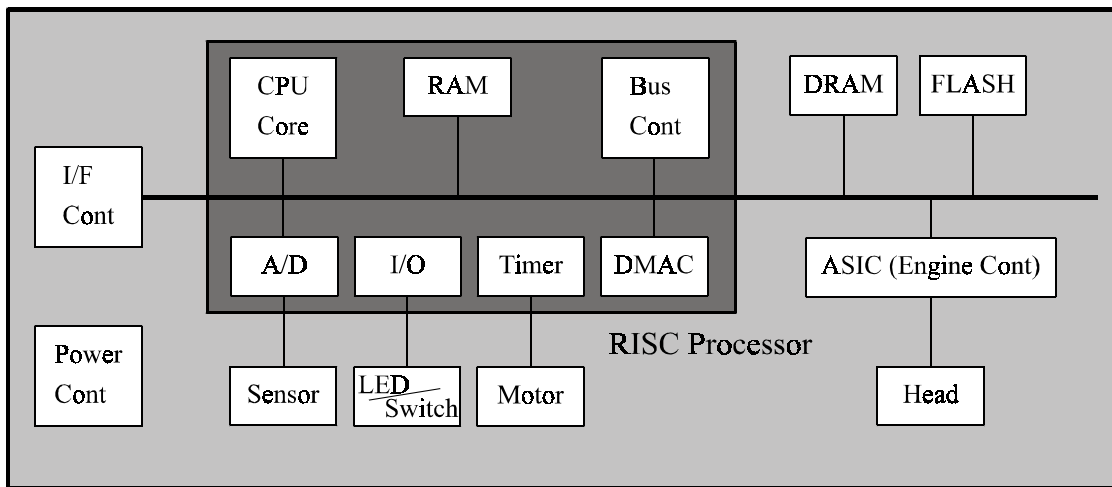 CPU
Core
RAM
Bus
Cont
DRAM
FLASH
I/F
Cont
A/D
I/O
Timer
DMAC
ASIC (Engine Cont)
RISC Processor
Power
Cont
Sensor
LED
Switch
Motor
Head